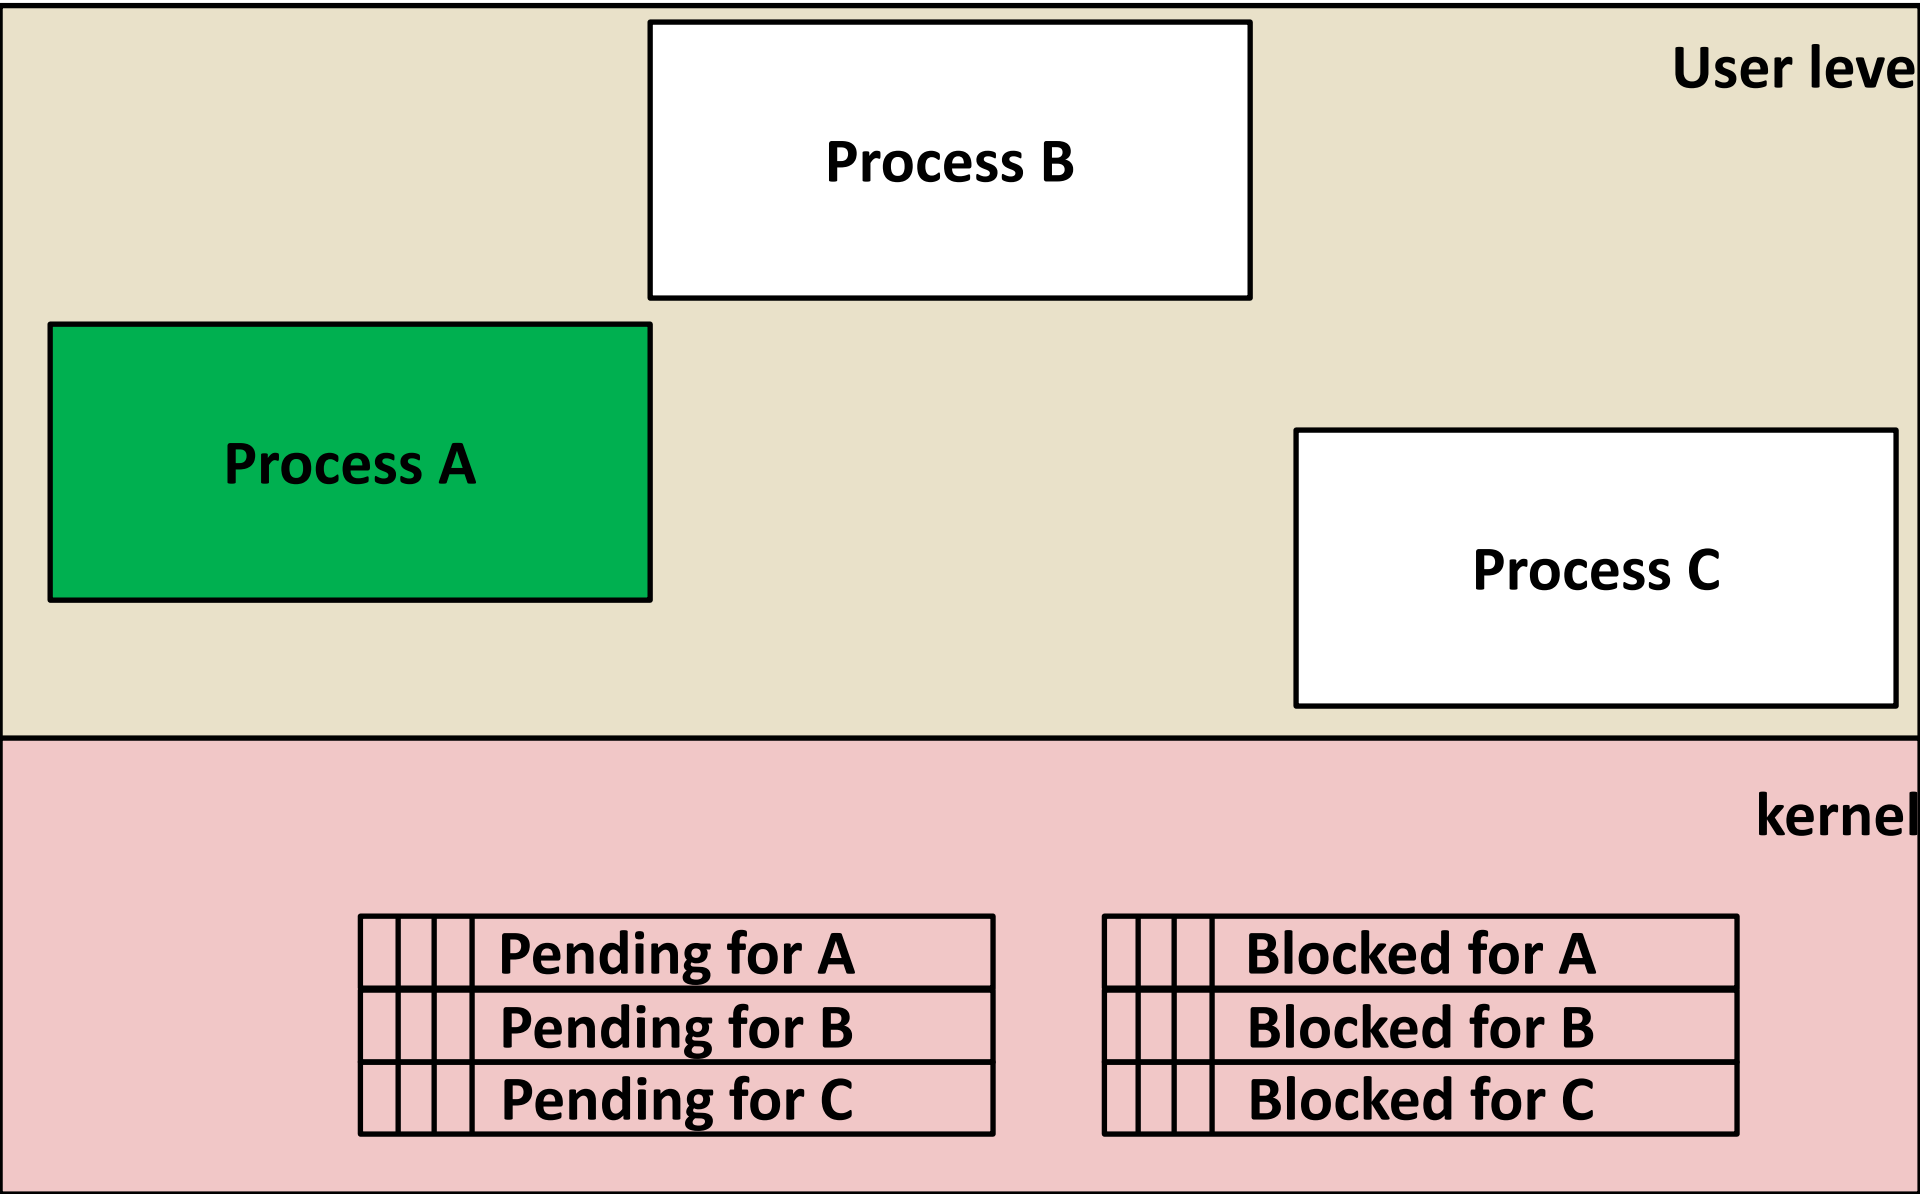 User leve
Process B
Process A
Process C
kernel
Pending for A
Blocked for A
Pending for B
Blocked for B
Pending for C
Blocked for C